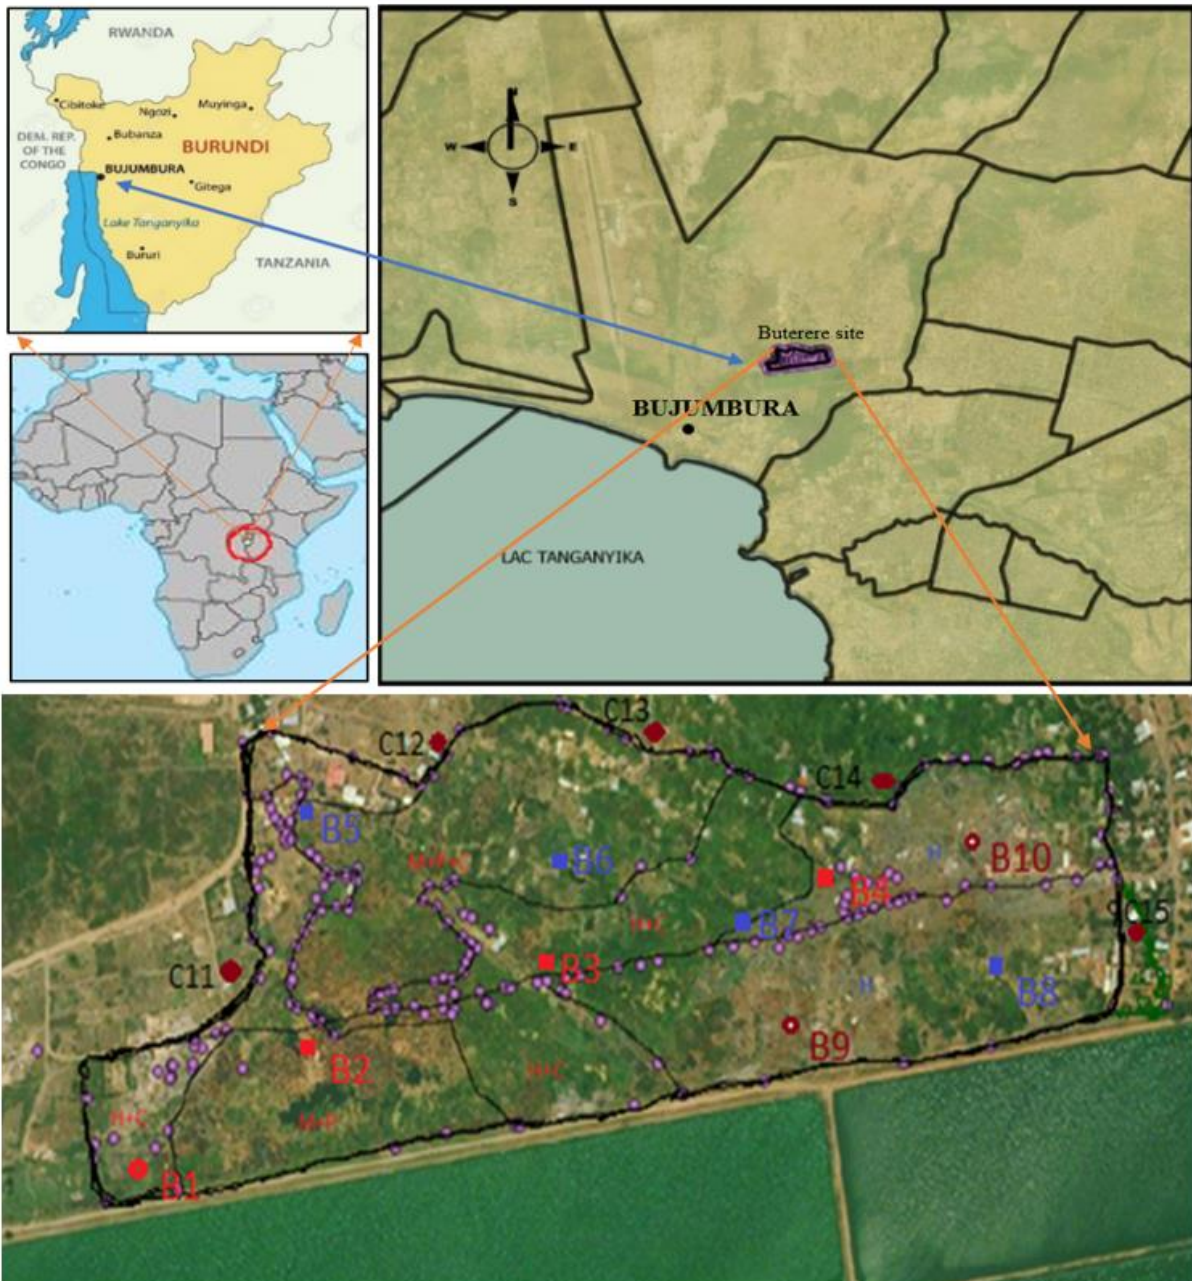 RWANDA
Cibitoke
Ngozi
Muyinga
DEM. REP.
OF THE
CONGO
Bubanza
BURUNDI
BUJUMBURA
Gitega
Lake Tanganyika
Bururi
TANZANIA
N
W
E
S
Buterere site
BUJUMBURA
LAC TANGANYIKA
C13
C12
C14
B5
B6
H
B10
B4
H+C
B7
C15
C11
B3
H
B8
B9
B2
H+C
H+C
B1